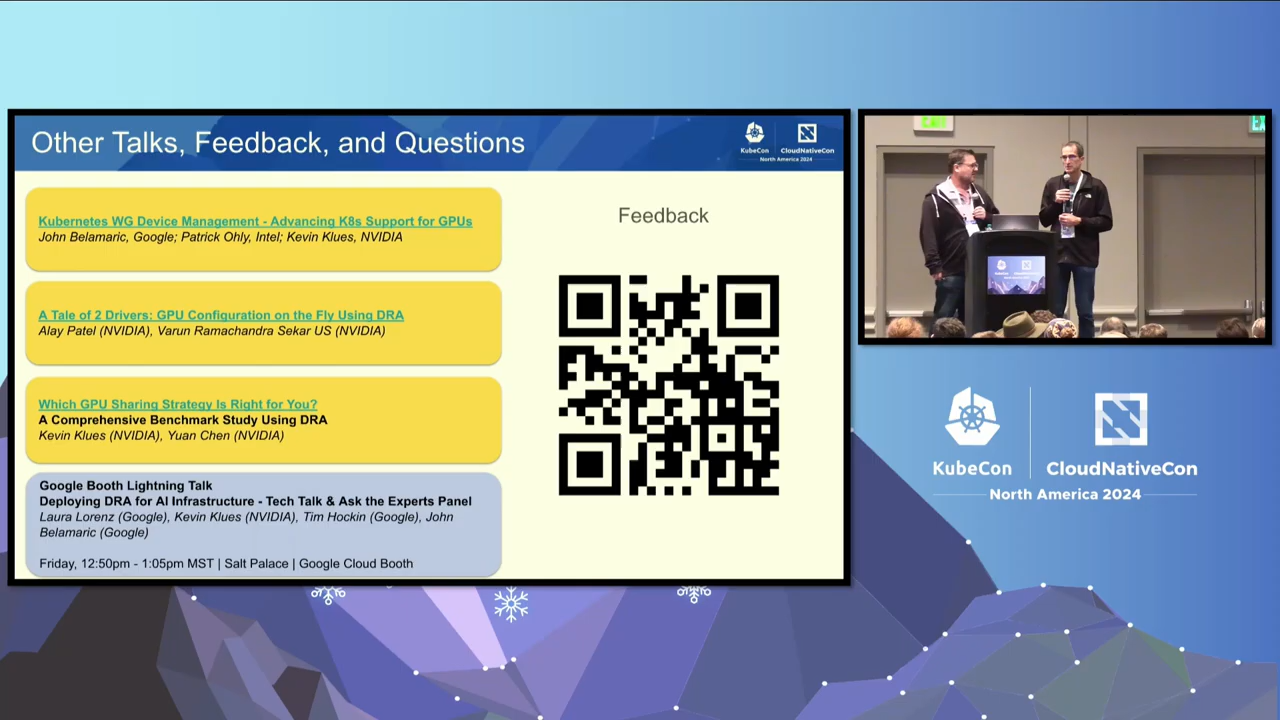 Other Talks, Feedback, and Questions
KubeCon
CloudNativeCon
North America 2024
Kubernetes WG Device Management - Advancing K8s Support for GPUs
John Belamaric, Google; Patrick Ohly, Intel; Kevin Klues, NVIDIA
A Tale of 2 Drivers: GPU Configuration on the Fly Using DRA
Alay Patel (NVIDIA), Varun Ramachandra Sekar US (NVIDIA)
Which GPU Sharing Strategy Is Right for You?
A Comprehensive Benchmark Study Using DRA
Kevin Klues (NVIDIA), Yuan Chen (NVIDIA)
Google Booth Lightning Talk
Deploying DRA for AI Infrastructure - Tech Talk & Ask the Experts Panel
Laura Lorenz (Google), Kevin Klues (NVIDIA), Tim Hockin (Google), John
Belamaric (Google)
Friday, 12:50pm - 1:05pm MST | Salt Palace | Google Cloud Booth
Feedback
EXIT
KubeCon
CloudNativeCon
North America 2024